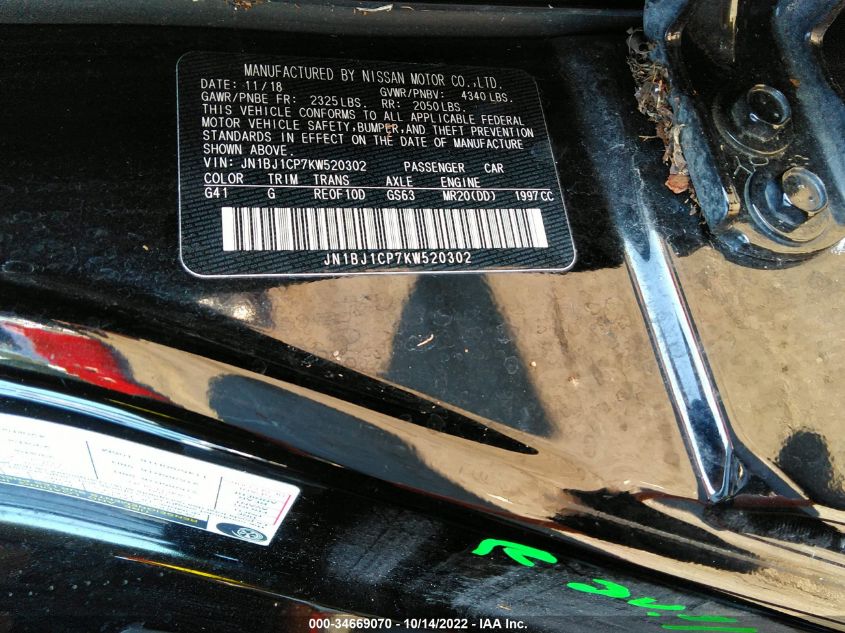 MANUFACTURED BY NISSAN MOTOR CO.,LTD.
DATE: 11/18 GVWR/PNBV: 4340 LBS.
GAWR/PNBE FR: 2325 LBS. RR: 2050 LBS.
THIS VEHICLE CONFORMS TO ALL APPLICABLE FEDERAL
MOTOR VEHICLE SAFETY,BUMPER,AND THEFT PREVENTION
STANDARDS IN EFFECT ON THE DATE OF MANUFACTURE
SHOWN ABOVE.
VIN: JN1BJ1CP7KW520302 PASSENGER CAR
COLOR TRIM TRANS AXLE ENGINE
G41 G REOF10D GS63 MR20(DD) 1997CC
JN1BJ1CP7KW520302
000-34669070 - 10/14/2022 - IAA Inc.